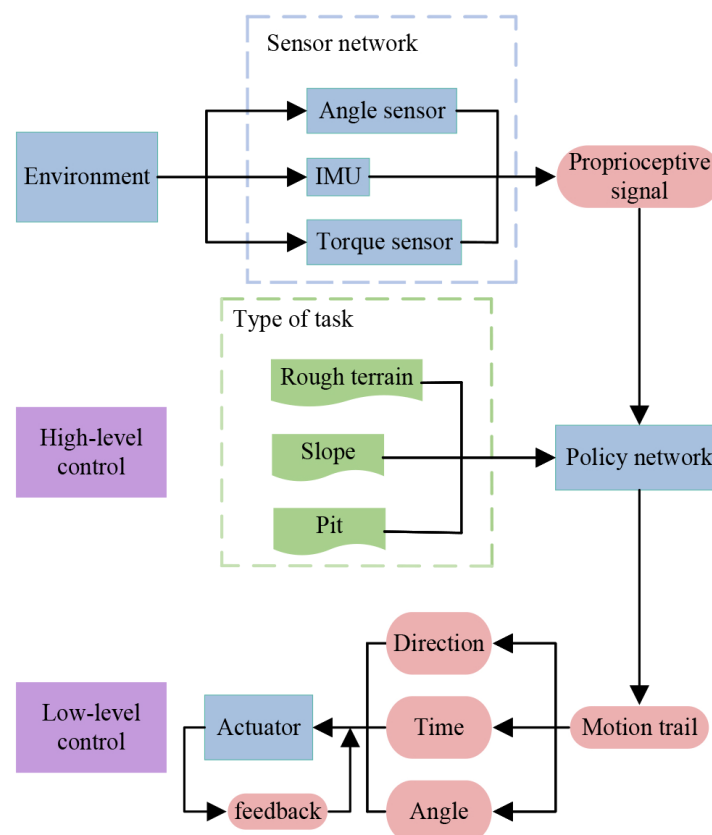 Sensor network
Angle sensor
Environment
IMU
Proprioceptive
signal
Torque sensor
Type of task
Rough terrain
High-level
control
Slope
Policy network
Pit
Direction
Low-level
control
Actuator
Time
Motion trail
feedback
Angle